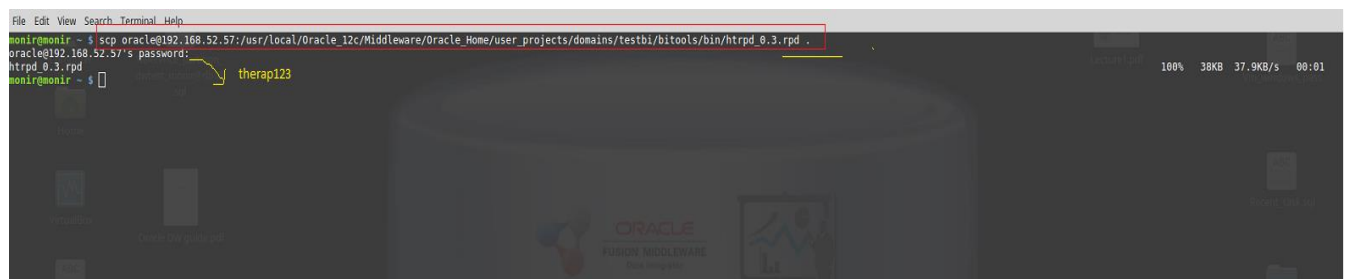 File Edit View Search Terminal Help
monir@monir ~ $ scp oracle@192.168.52.57:/usr/local/Oracle_12c/Middleware/Oracle_Home/user_projects/domains/testbi/bitools/bin/htrpd_0.3.rpd .
oracle@192.168.52.57's password:
htrpd_0.3.rpd 100% 38KB 37.9KB/s 00:01
monir@monir ~ $
therap123
Home
ORACLE
FUSION MIDDLEWARE